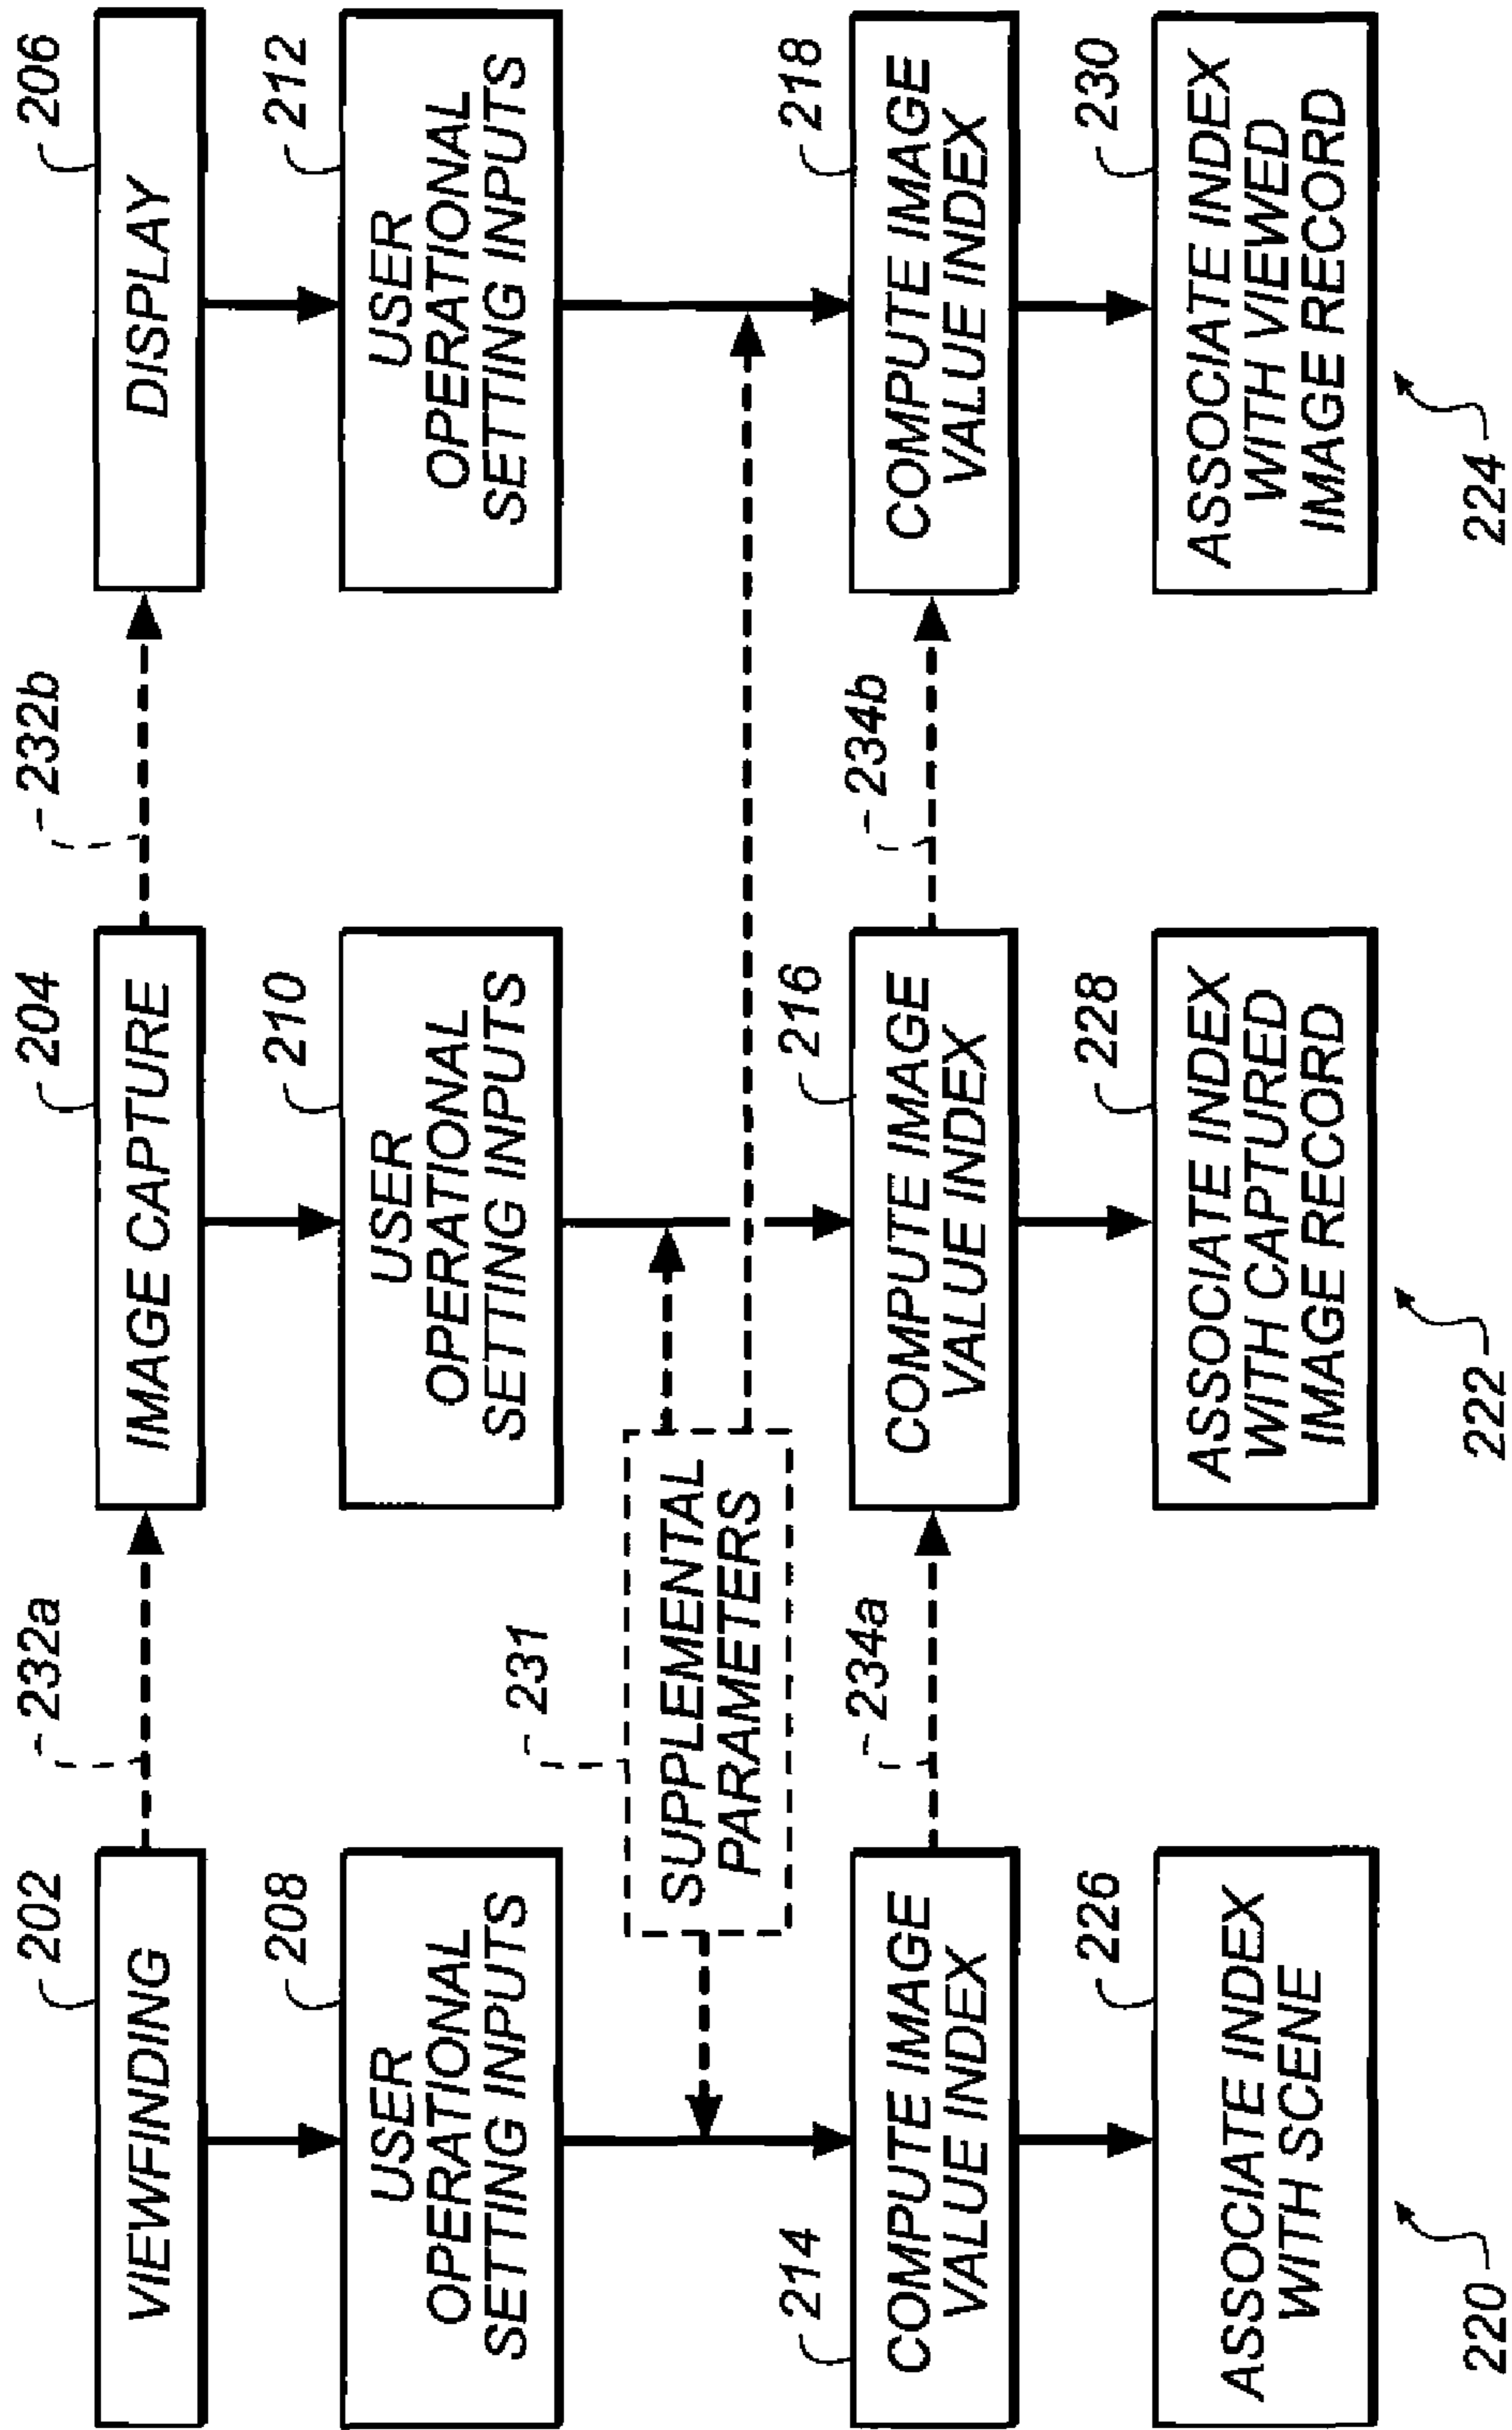 202
VIEWFINDING
232a
204
IMAGE CAPTURE
232b
206
DISPLAY
208
USER
OPERATIONAL
SETTING INPUTS
210
USER
OPERATIONAL
SETTING INPUTS
212
USER
OPERATIONAL
SETTING INPUTS
231
SUPPLEMENTAL
PARAMETERS
214
COMPUTE IMAGE
VALUE INDEX
234a
216
COMPUTE IMAGE
VALUE INDEX
234b
218
COMPUTE IMAGE
VALUE INDEX
226
ASSOCIATE INDEX
WITH SCENE
228
ASSOCIATE INDEX
WITH CAPTURED
IMAGE RECORD
230
ASSOCIATE INDEX
WITH VIEWED
IMAGE RECORD
220
222
224